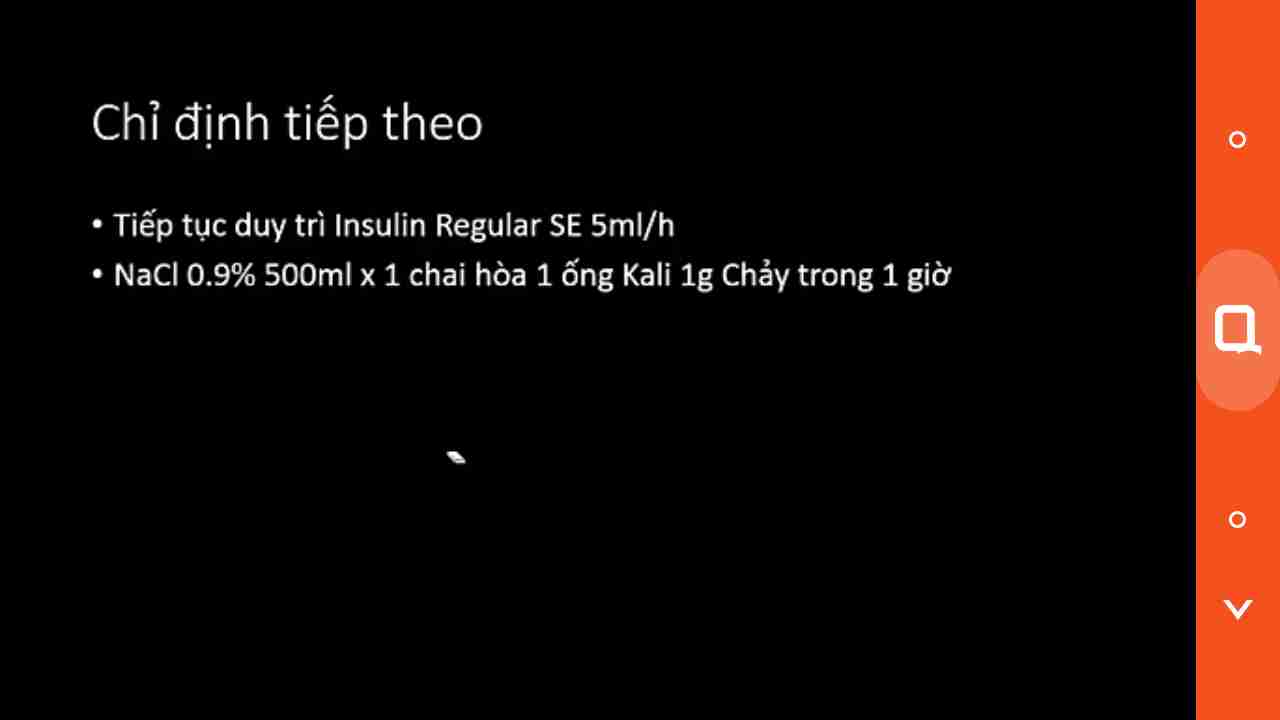 Chỉ định tiếp theo
• Tiếp tục duy trì Insulin Regular SE 5ml/h
• NaCl 0.9% 500ml x 1 chai hòa 1 ống Kali 1g Chảy trong 1 giờ